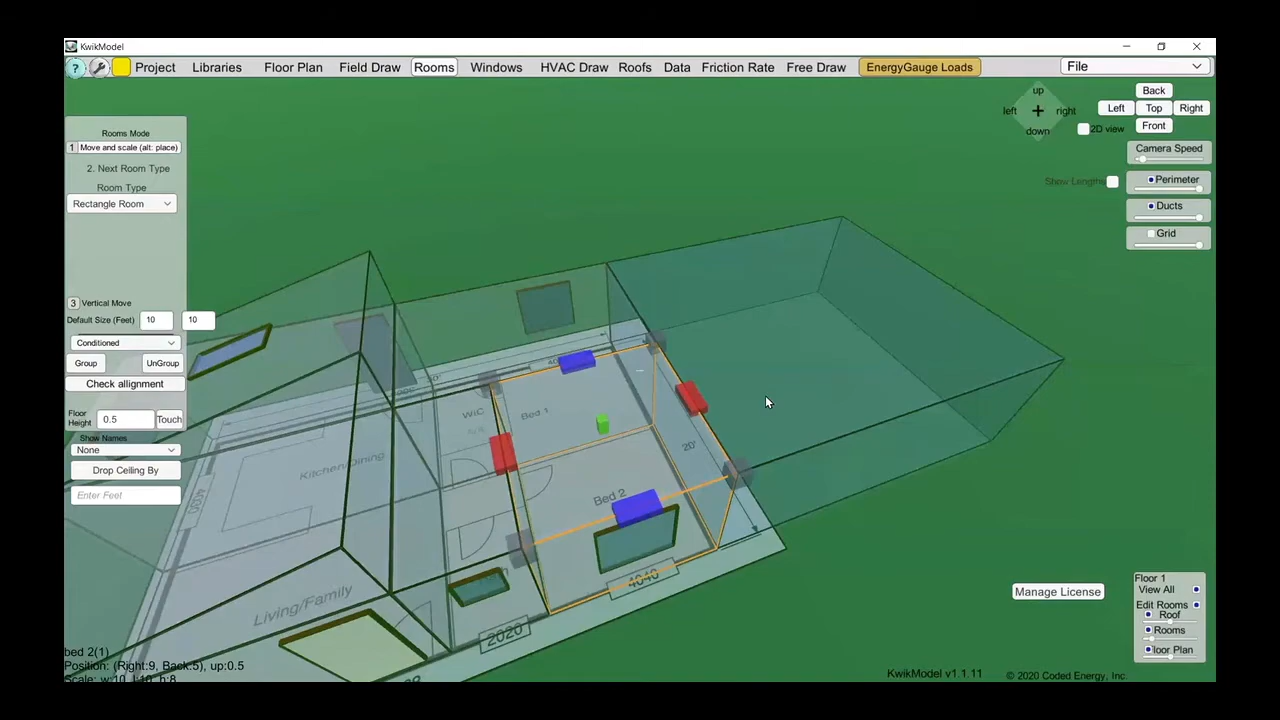 KwikModel
? Project Libraries Floor Plan Field Draw Rooms Windows HVAC Draw Roofs Data Friction Rate Free Draw EnergyGauge Loads File
up
left right
down
2D view
Back
Left Top Right
Front
Camera Speed
Show Lengths
Perimeter
Ducts
Grid
Rooms Mode
1 Move and scale (alt: place)
2. Next Room Type
Room Type
Rectangle Room
3 Vertical Move
Default Size (Feet) 10 10
Conditioned
Group UnGroup
Check allignment
Floor Height 0.5 Touch
Show Names
None
Drop Ceiling By
Enter Feet
WIC
Bed 1
Kitchen/Dining
20'
Bed 2
4040
Living/Family
2020
bed 2(1)
Position: (Right:9, Back:5, up:0.5
Scale: w:10, l:10, h:8
Manage License
Floor 1
View All
Edit Rooms
Roof
Rooms
Floor Plan
KwikModel v1.1.11
© 2020 Coded Energy, Inc.